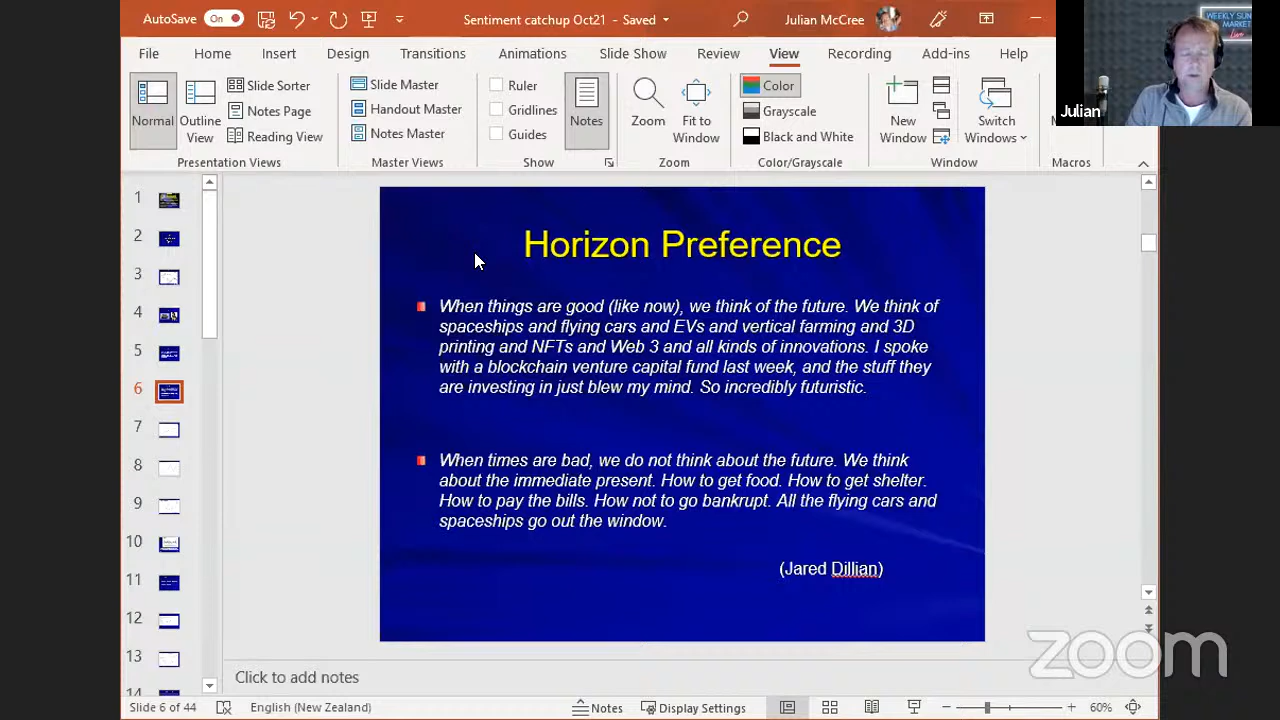 AutoSave On
Sentiment catchup Oct21 - Saved
Julian McCree
WEEKLY SUN
MARKET
Live
File Home Insert Design Transitions Animations Slide Show Review View Recording Add-ins Help
Normal
Outline View
Slide Sorter
Notes Page
Reading View
Presentation Views
Slide Master
Handout Master
Notes Master
Master Views
Ruler
Gridlines
Guides
Notes
Show
Zoom
Fit to Window
Zoom
Color
Grayscale
Black and White
Color/Grayscale
New Window
Switch Windows
Window
Macros
Julian
1
2
3
4
5
6
7
8
9
10
11
12
13
14
Horizon Preference
When things are good (like now), we think of the future. We think of
spaceships and flying cars and EVs and vertical farming and 3D
printing and NFTs and Web 3 and all kinds of innovations. I spoke
with a blockchain venture capital fund last week, and the stuff they
are investing in just blew my mind. So incredibly futuristic.
When times are bad, we do not think about the future. We think
about the immediate present. How to get food. How to get shelter.
How to pay the bills. How not to go bankrupt. All the flying cars and
spaceships go out the window.
(Jared Dillian)
zoom
Click to add notes
Slide 6 of 44 English (New Zealand) Notes Display Settings 60%